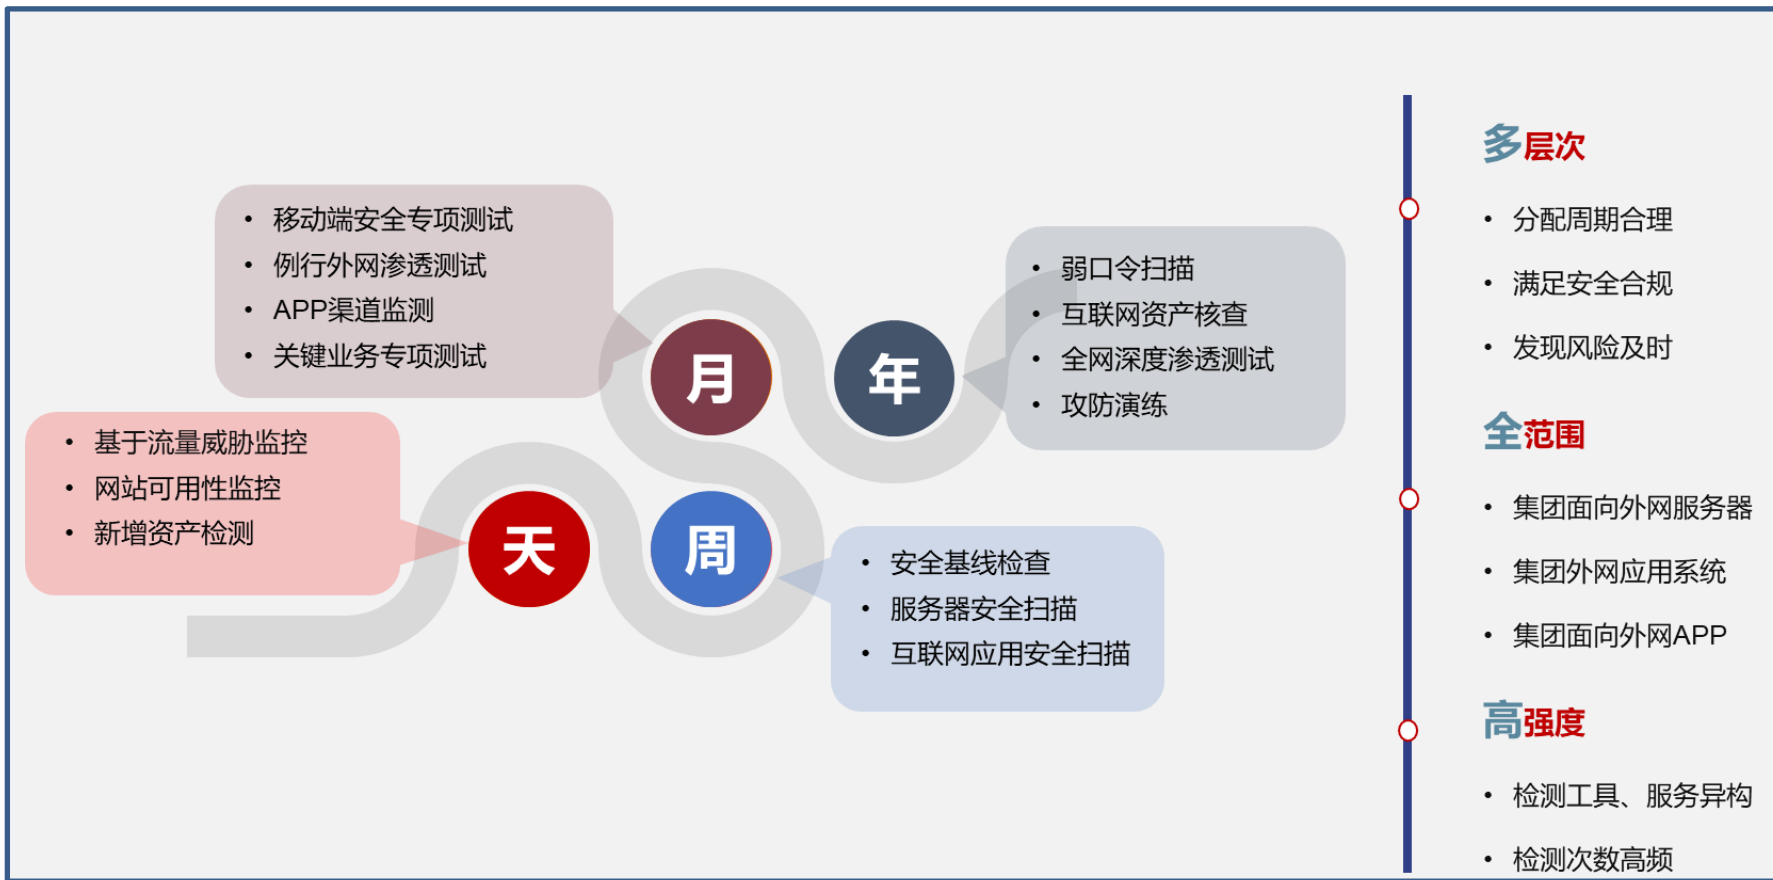 • 移动端安全专项测试
• 例行外网渗透测试
• APP渠道监测
• 关键业务专项测试
月
年
• 弱口令扫描
• 互联网资产核查
• 全网深度渗透测试
• 攻防演练
• 基于流量威胁监控
• 网站可用性监控
• 新增资产检测
天
周
• 安全基线检查
• 服务器安全扫描
• 互联网应用安全扫描
多层次
• 分配周期合理
• 满足安全合规
• 发现风险及时
全范围
• 集团面向外网服务器
• 集团外网应用系统
• 集团面向外网APP
高强度
• 检测工具、服务异构
• 检测次数高频